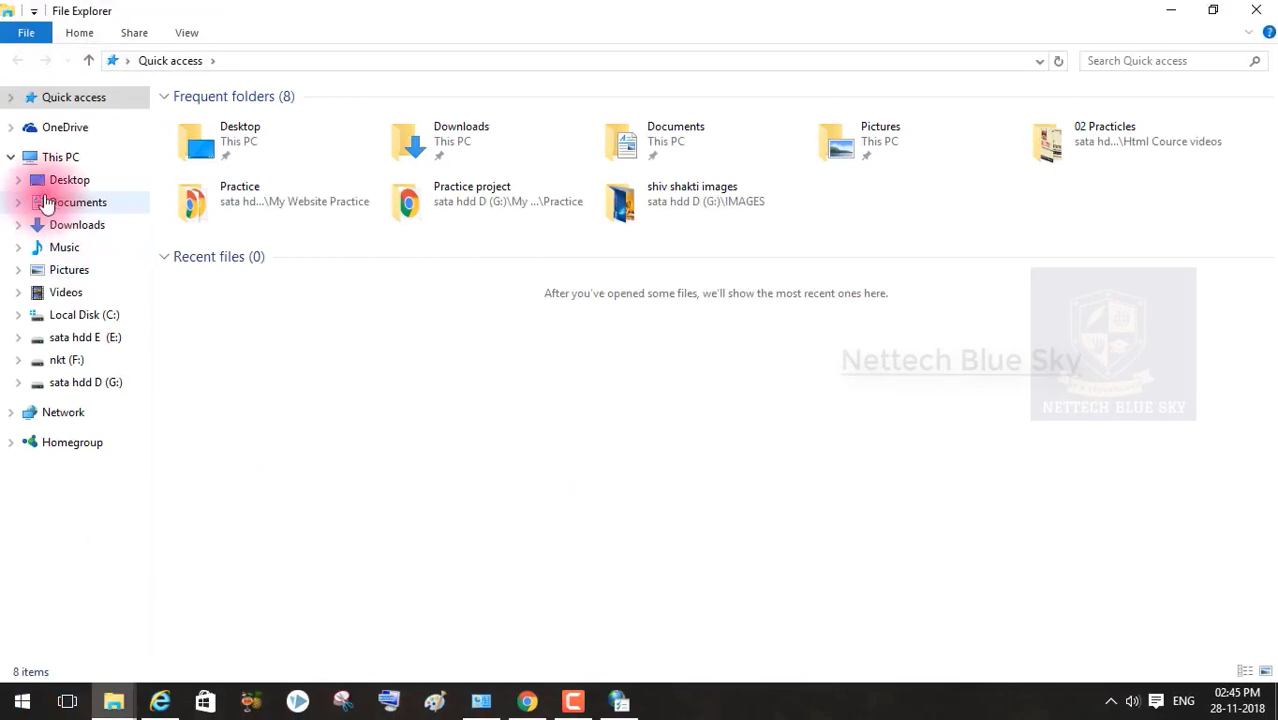 File Explorer
File Home Share View
Quick access
Search Quick access
Quick access
OneDrive
This PC
Desktop
Documents
Downloads
Music
Pictures
Videos
Local Disk (C:)
sata hdd E (E:)
nkt (F:)
sata hdd D (G:)
Network
Homegroup
Frequent folders (8)
Desktop
This PC
Downloads
This PC
Documents
This PC
Pictures
This PC
02 Practicles
sata hd...\Html Cource videos
Practice
sata hd...\My Website Practice
Practice project
sata hdd D (G:)\My ...\Practice
shiv shakti images
sata hdd D (G:)\IMAGES
Recent files (0)
After you've opened some files, we'll show the most recent ones here.
Nettech Blue Sky
NETTECH BLUE SKY
8 items
ENG
02:45 PM
28-11-2018